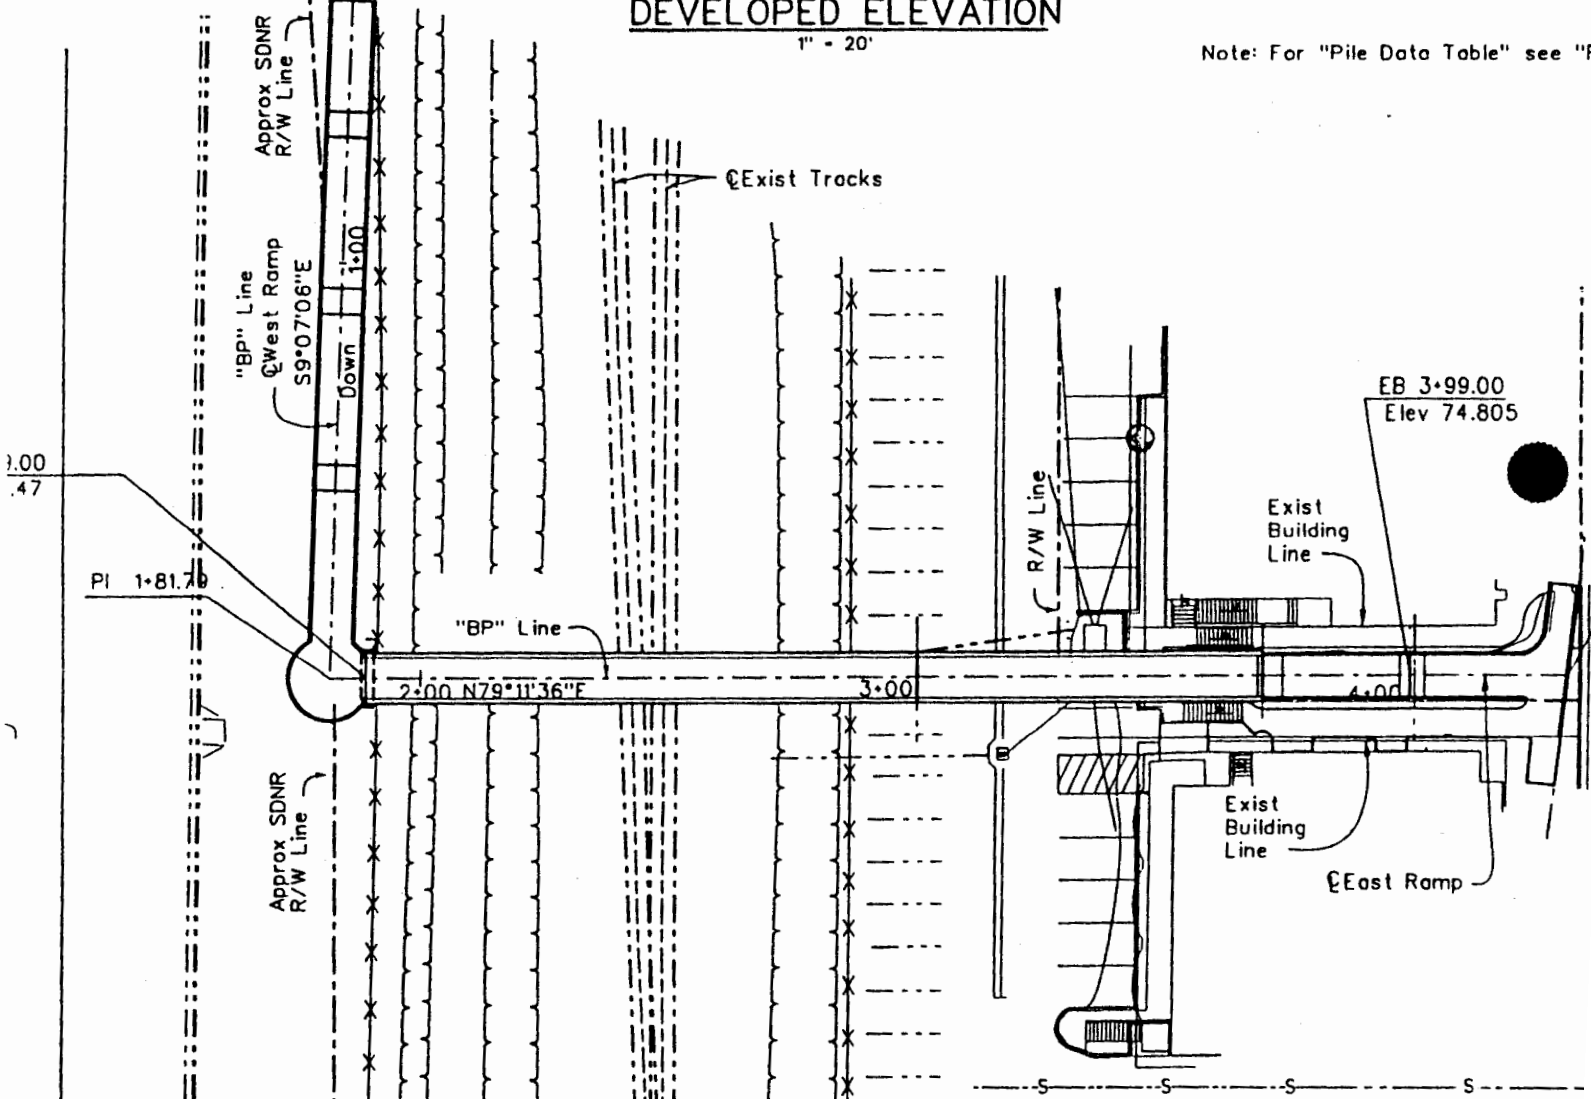 DEVELOPED ELEVATION
1" - 20'
Note: For "Pile Data Table" see
Approx SDNR
R/W Line
℄Exist Tracks
"BP" Line
℄West Ramp
S9°07'06"E
1+00
Down
EB 3+99.00
Elev 74.805
.00
.47
R/W Line
Exist
Building
Line
PI 1+81.79
"BP" Line
2+00 N79°11'36"E
3+00
4+00
Approx SDNR
R/W Line
Exist
Building
Line
℄East Ramp
S S S S